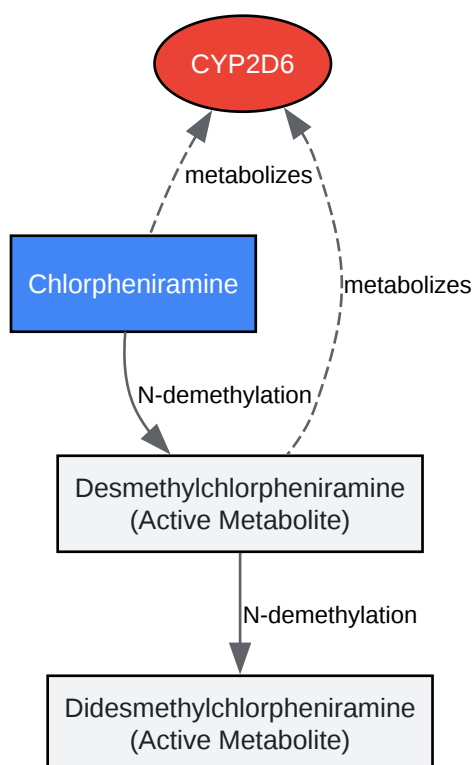 CYP2D6
metabolizes
Chlorpheniramine
metabolizes
N-demethylation
Desmethylchlorpheniramine
(Active Metabolite)
N-demethylation
Didesmethylchlorpheniramine
(Active Metabolite)